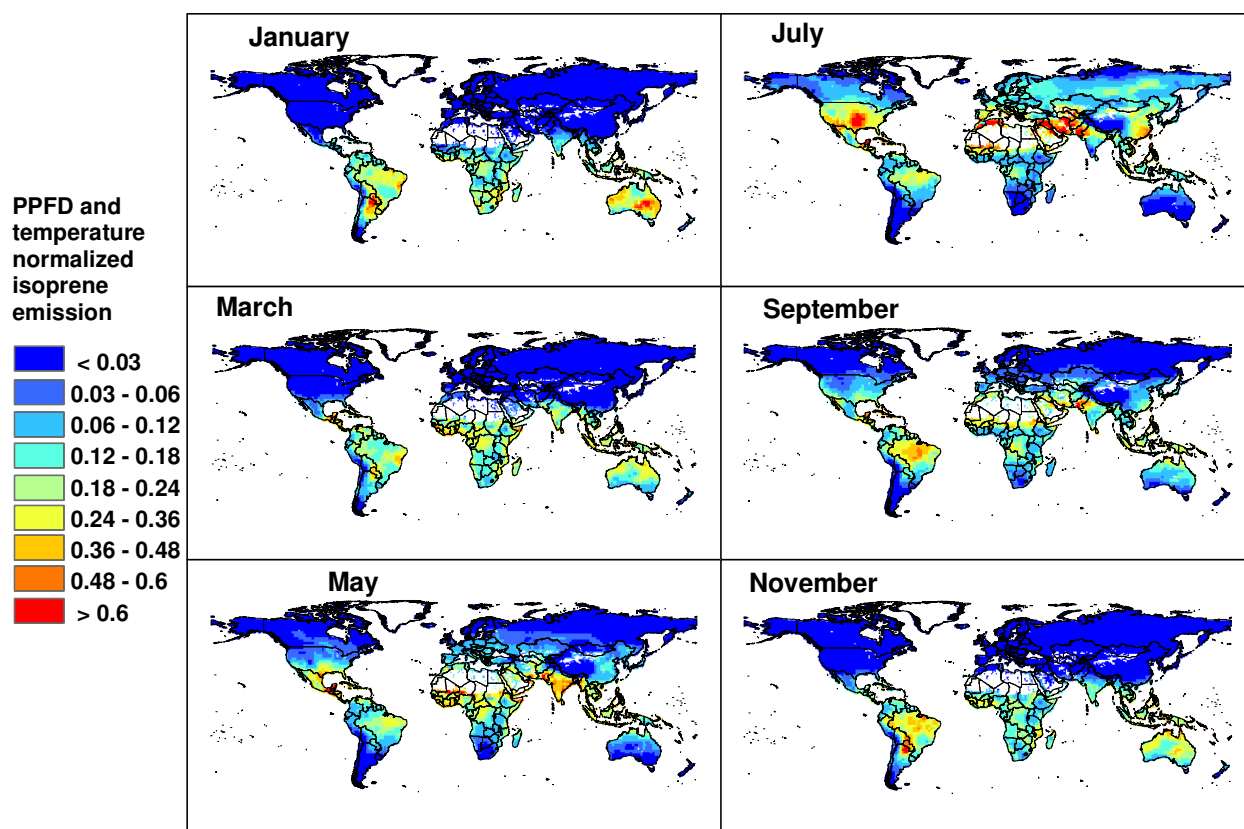 January
July
PPFD and
temperature
normalized
isoprene
emission
March
September
< 0.03
0.03 - 0.06
0.06 - 0.12
0.12 - 0.18
0.18 - 0.24
0.24 - 0.36
0.36 - 0.48
0.48 - 0.6
> 0.6
May
November